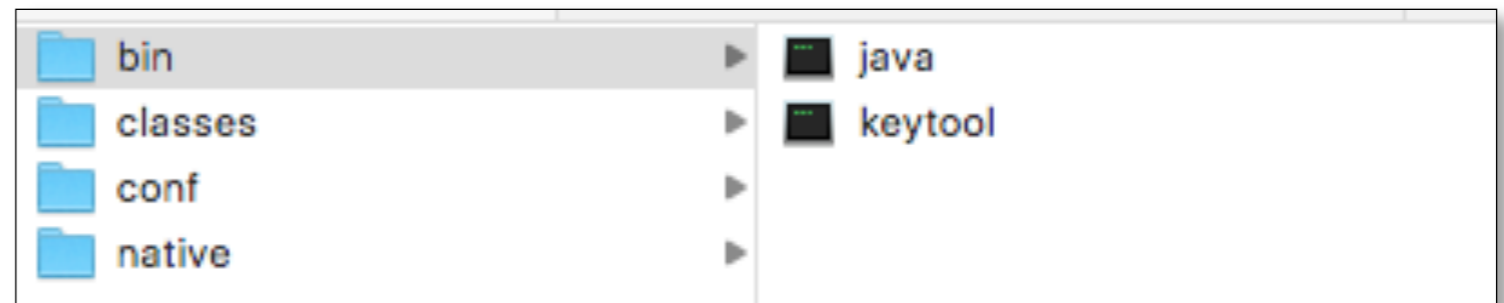 bin
classes
conf
native
java
keytool